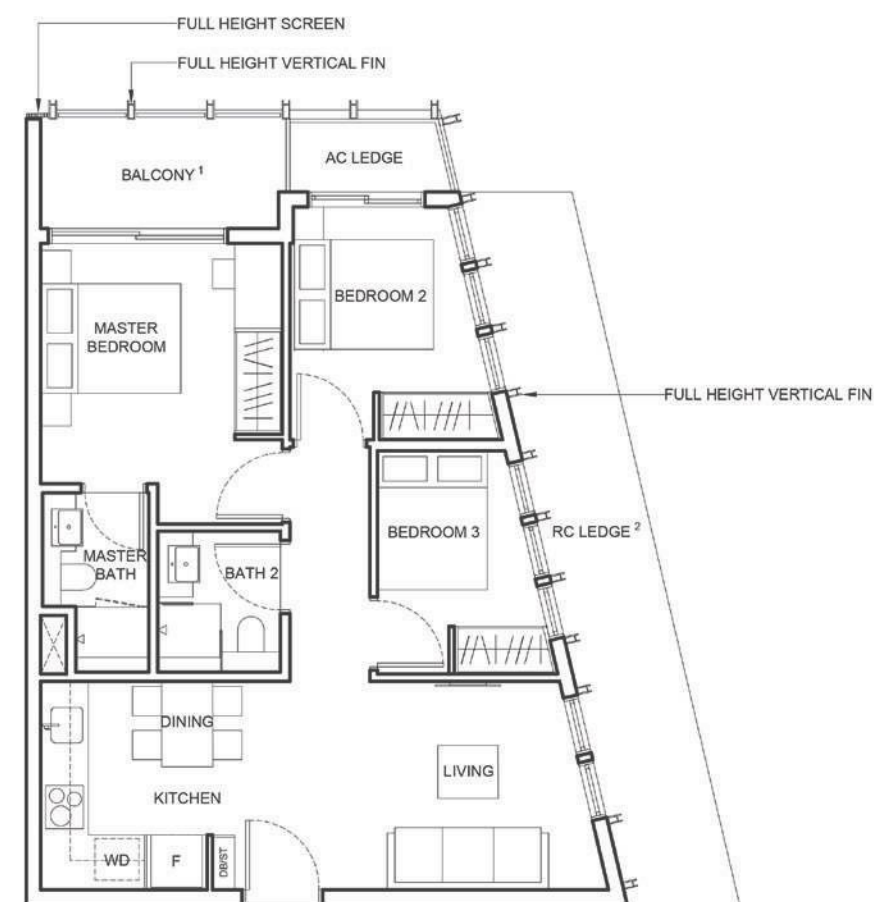 FULL HEIGHT SCREEN
FULL HEIGHT VERTICAL FIN
AC LEDGE
BALCONY 1
BEDROOM 2
MASTER
BEDROOM
FULL HEIGHT VERTICAL FIN
BEDROOM 3
RC LEDGE 2
MASTER
BATH
BATH 2
DINING
LIVING
KITCHEN
WD
F
DB/ST